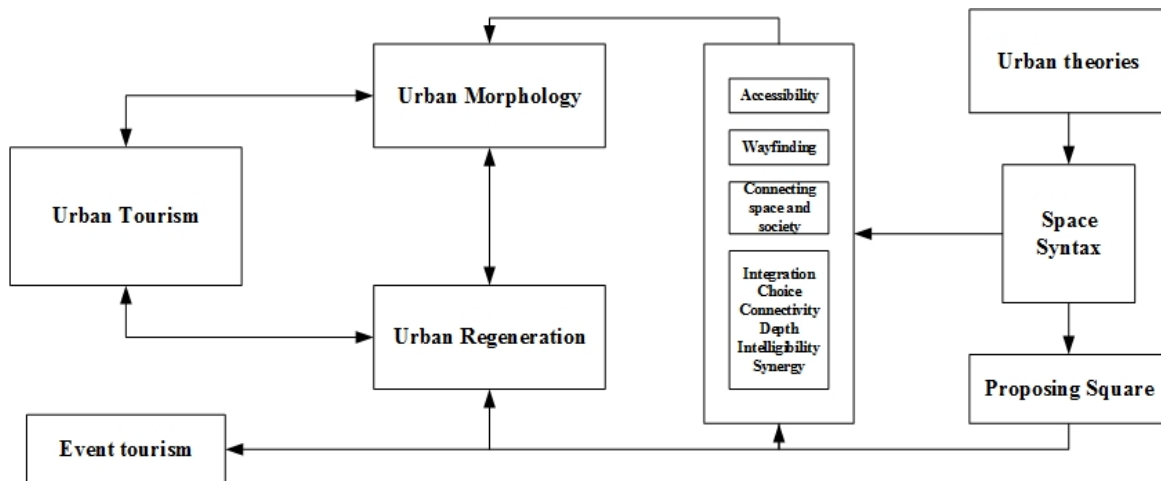 Urban Morphology
Urban Tourism
Urban Regeneration
Event tourism
Accessibility
Wayfinding
Connecting
space and
society
Integration
Choice
Connectivity
Depth
Intelligibility
Synergy
Urban theories
Space
Syntax
Proposing Square